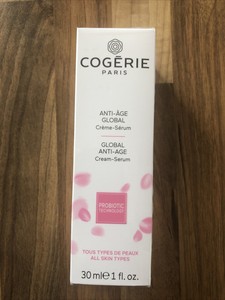 COGĒRIE
PARIS
ANTI-ÂGE
GLOBAL
Crème-Sérum
GLOBAL
ANTI-AGE
Cream-Serum
PROBIOTIC
TECHNOLOGY
TOUS TYPES DE PEAUX
ALL SKIN TYPES
30 ml ℮ 1 fl. oz.